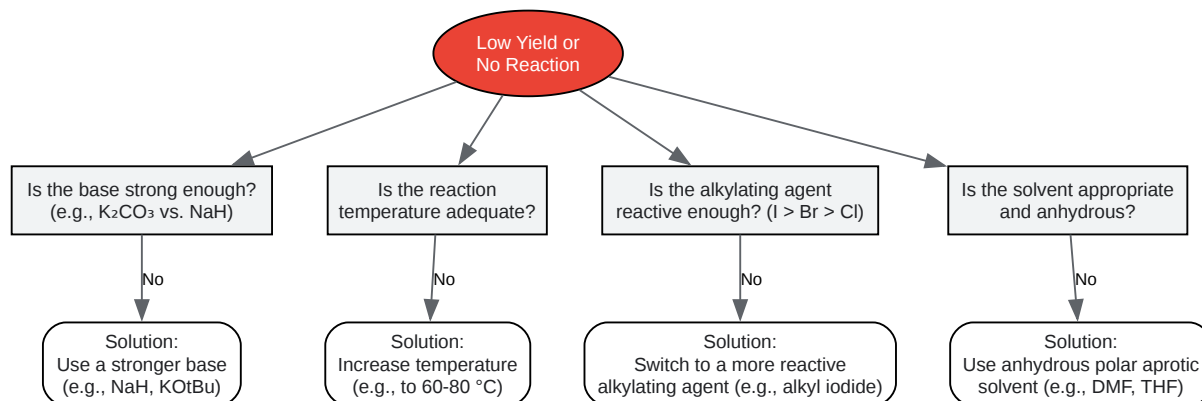 Low Yield or
No Reaction
Is the base strong enough?
(e.g., K₂CO₃ vs. NaH)
Is the reaction
temperature adequate?
Is the alkylating agent
reactive enough? (I > Br > Cl)
Is the solvent appropriate
and anhydrous?
No
No
No
No
Solution:
Use a stronger base
(e.g., NaH, KOtBu)
Solution:
Increase temperature
(e.g., to 60-80 °C)
Solution:
Switch to a more reactive
alkylating agent (e.g., alkyl iodide)
Solution:
Use anhydrous polar aprotic
solvent (e.g., DMF, THF)